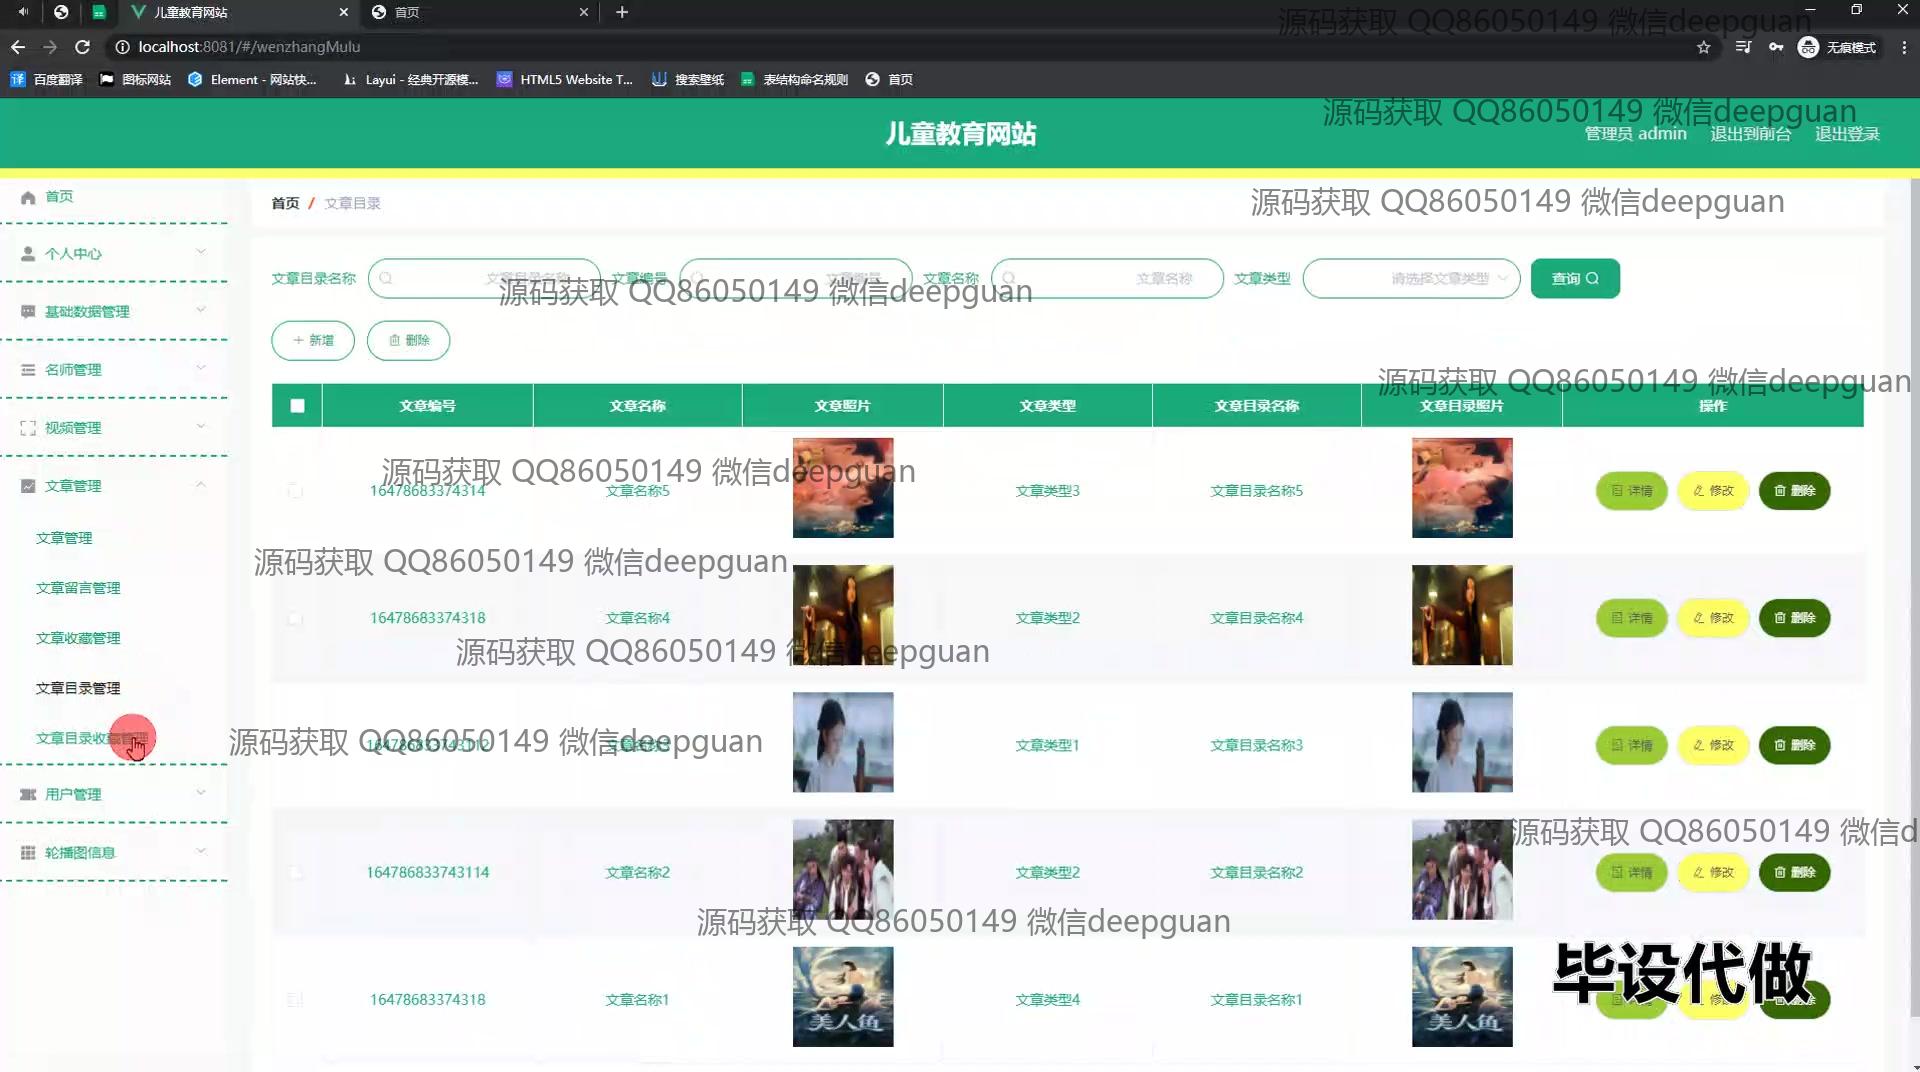 儿童教育网站
首页
localhost:8081/#/wenzhangMulu
无痕模式
百度翻译
图标网站
Element - 网站快...
Layui - 经典开源模...
HTML5 Website T...
搜索壁纸
表结构命名规则
首页
源码获取 QQ86050149 微信deepguan
儿童教育网站
源码获取 QQ86050149 微信deepguan
管理员 admin
退出到前台
退出登录
首页
个人中心
基础数据管理
名师管理
视频管理
文章管理
文章管理
文章留言管理
文章收藏管理
文章目录管理
文章目录收藏管理
用户管理
轮播图信息
首页 / 文章目录
源码获取 QQ86050149 微信deepguan
文章目录名称 文章目录名称 文章编号 文章编号 文章名称 文章名称 文章类型 请选择文章类型 查询
源码获取 QQ86050149 微信deepguan
新增 删除
源码获取 QQ86050149 微信deepguan
文章编号 文章名称 文章照片 文章类型 文章目录名称 文章目录照片 操作
源码获取 QQ86050149 微信deepguan
16478683374314 文章名称5 文章类型3 文章目录名称5 详情 修改 删除
源码获取 QQ86050149 微信deepguan
16478683374318 文章名称4 文章类型2 文章目录名称4 详情 修改 删除
源码获取 QQ86050149 微信deepguan
源码获取 QQ86050149 微信deepguan
164786833743112 文章名称3 文章类型1 文章目录名称3 详情 修改 删除
源码获取 QQ86050149 微信d
164786833743114 文章名称2 文章类型2 文章目录名称2 详情 修改 删除
源码获取 QQ86050149 微信deepguan
16478683374318 文章名称1 美人鱼 文章类型4 文章目录名称1 美人鱼
毕设代做